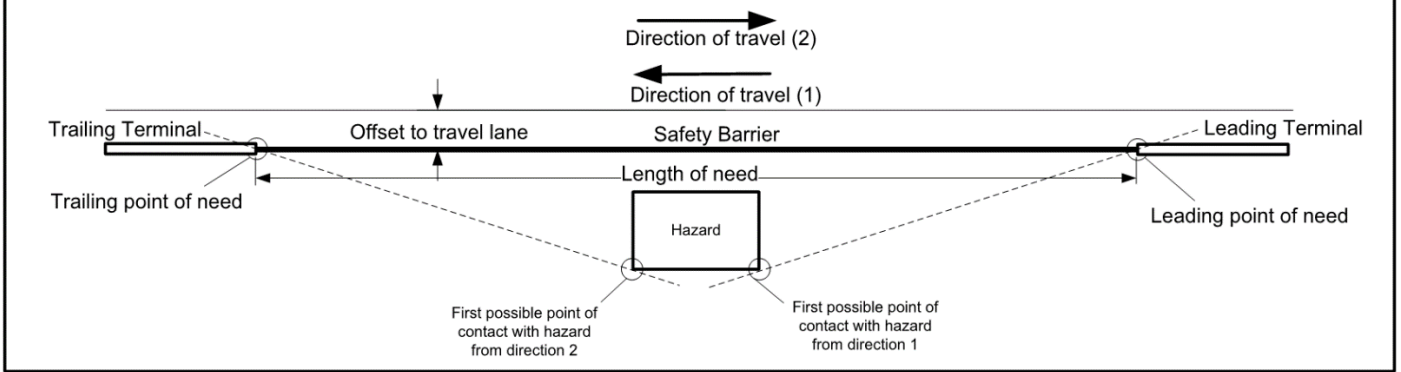 Direction of travel (2)
Direction of travel (1)
Trailing Terminal
Offset to travel lane
Safety Barrier
Leading Terminal
Length of need
Trailing point of need
Leading point of need
Hazard
First possible point of
contact with hazard
from direction 2
First possible point of
contact with hazard
from direction 1